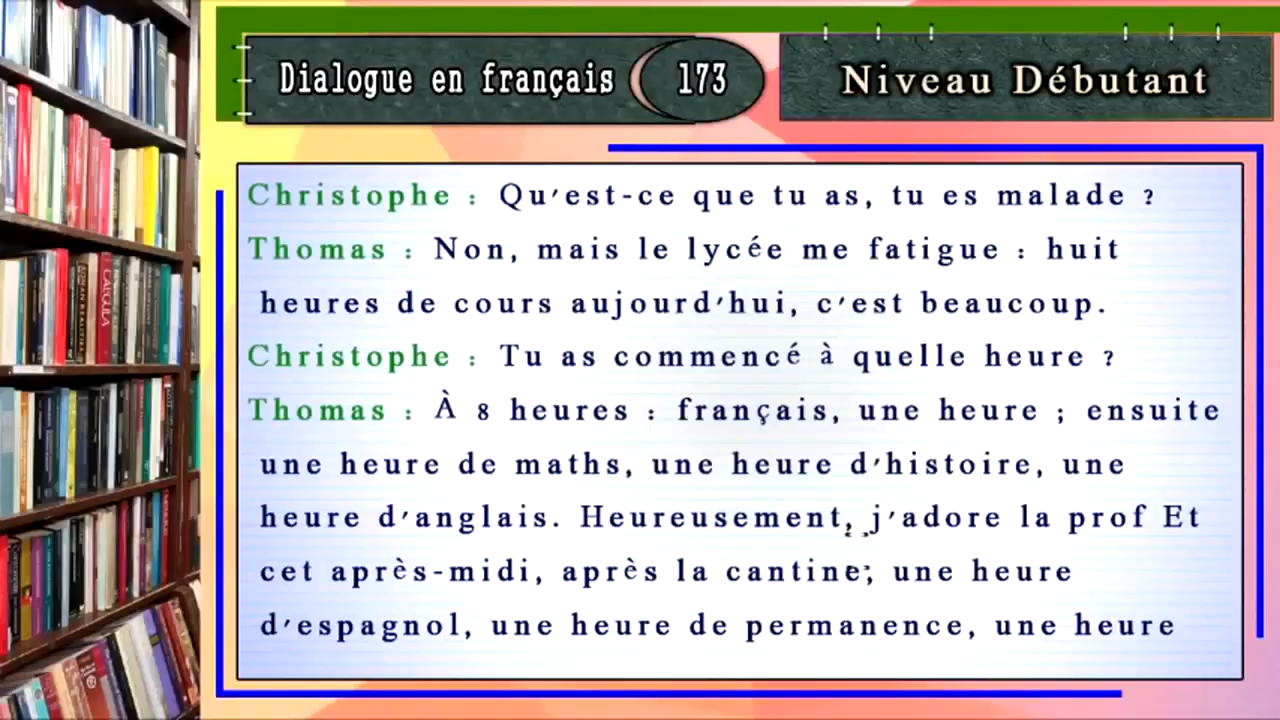 Dialogue en français 173
Niveau Débutant
Christophe : Qu'est-ce que tu as, tu es malade ?
Thomas : Non, mais le lycée me fatigue : huit
heures de cours aujourd'hui, c'est beaucoup.
Christophe : Tu as commencé à quelle heure ?
Thomas : À 8 heures : français, une heure ; ensuite
une heure de maths, une heure d'histoire, une
heure d'anglais. Heureusement, j'adore la prof Et
cet après-midi, après la cantine, une heure
d'espagnol, une heure de permanence, une heure